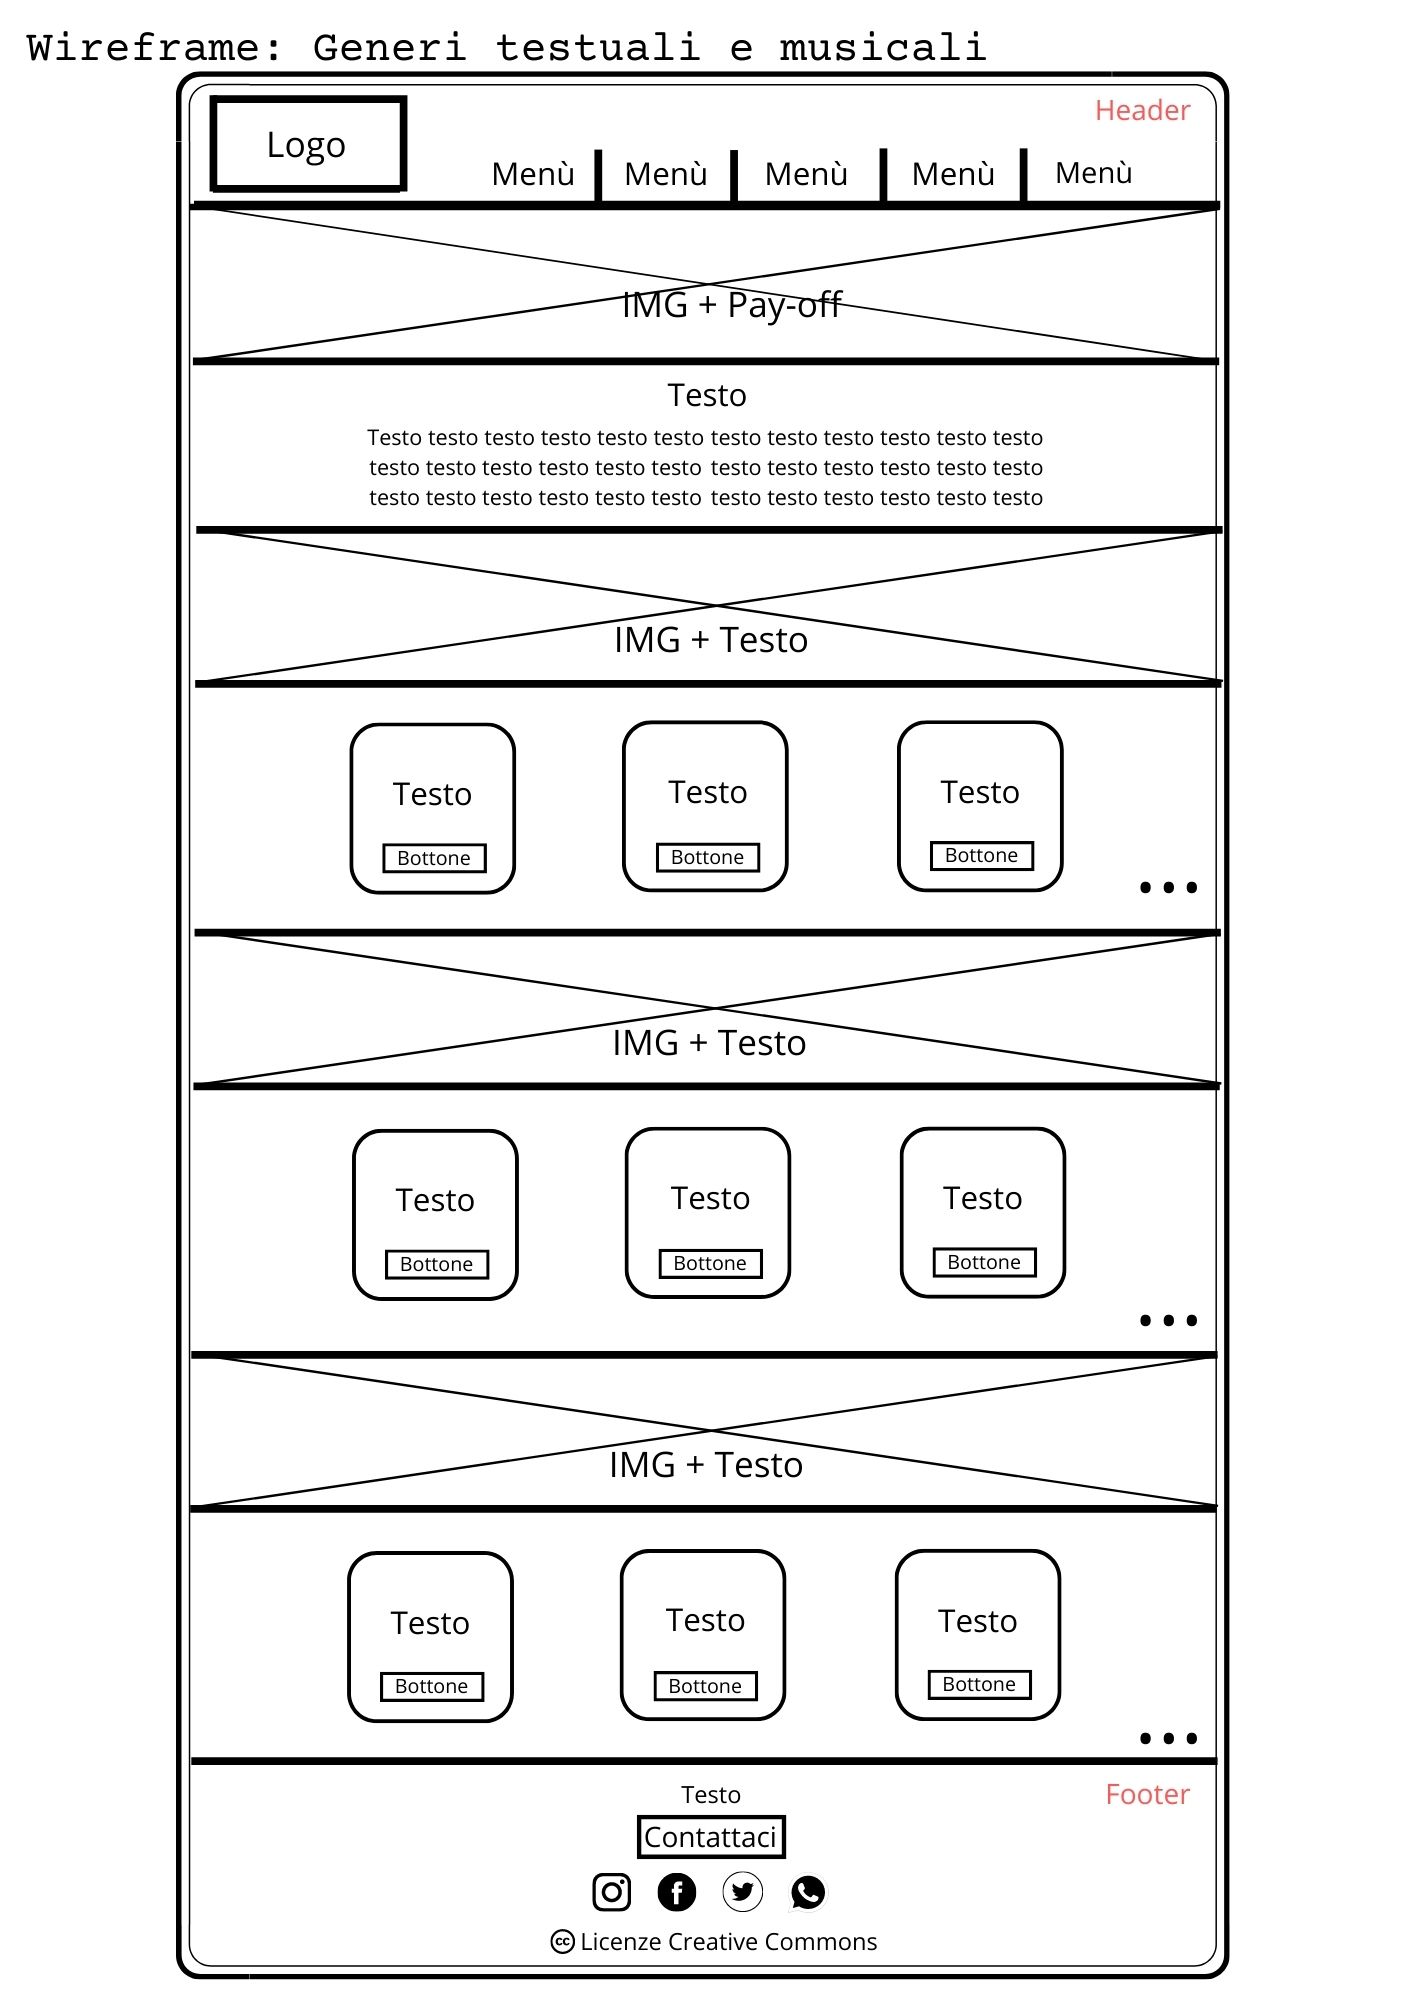 Wireframe: Generi testuali e musicali
Header
Logo
Menù Menù Menù Menù Menù
IMG + Pay-off
Testo
Testo testo testo testo testo testo testo testo testo testo testo testo
testo testo testo testo testo testo testo testo testo testo testo testo
testo testo testo testo testo testo testo testo testo testo testo testo
IMG + Testo
Testo Testo Testo
Bottone Bottone Bottone
...
IMG + Testo
Testo Testo Testo
Bottone Bottone Bottone
...
IMG + Testo
Testo Testo Testo
Bottone Bottone Bottone
...
Testo
Footer
Contattaci
cc Licenze Creative Commons